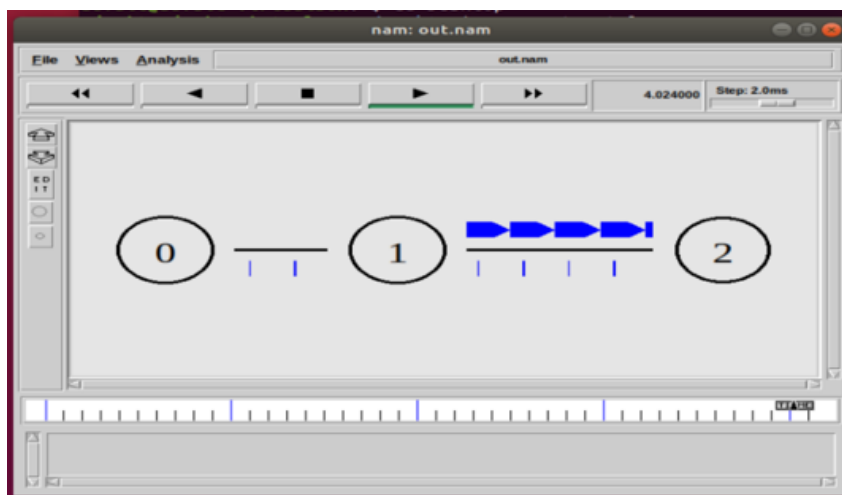 nam: out.nam
File Views Analysis out.nam
4.024000 Step: 2.0ms
E D
I T
0 1 2